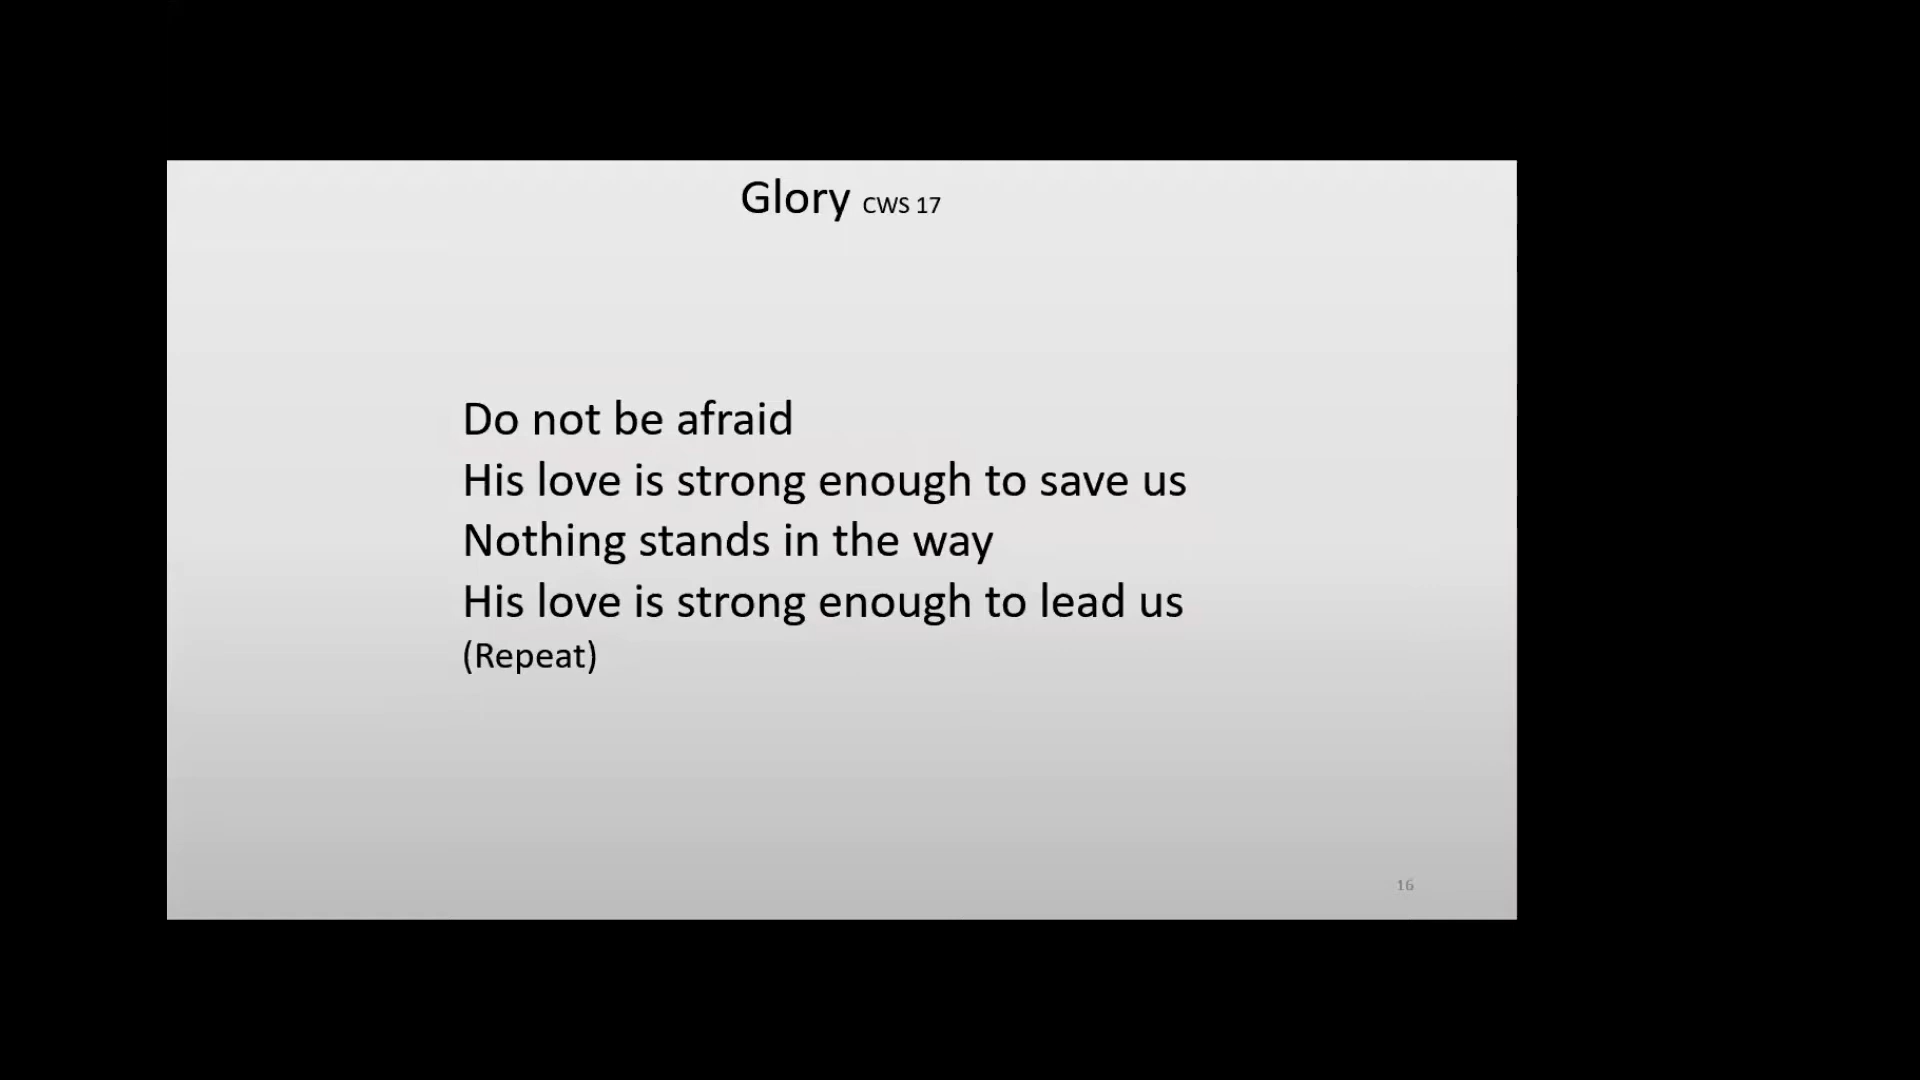 Glory CWS 17
Do not be afraid
His love is strong enough to save us
Nothing stands in the way
His love is strong enough to lead us
(Repeat)
16